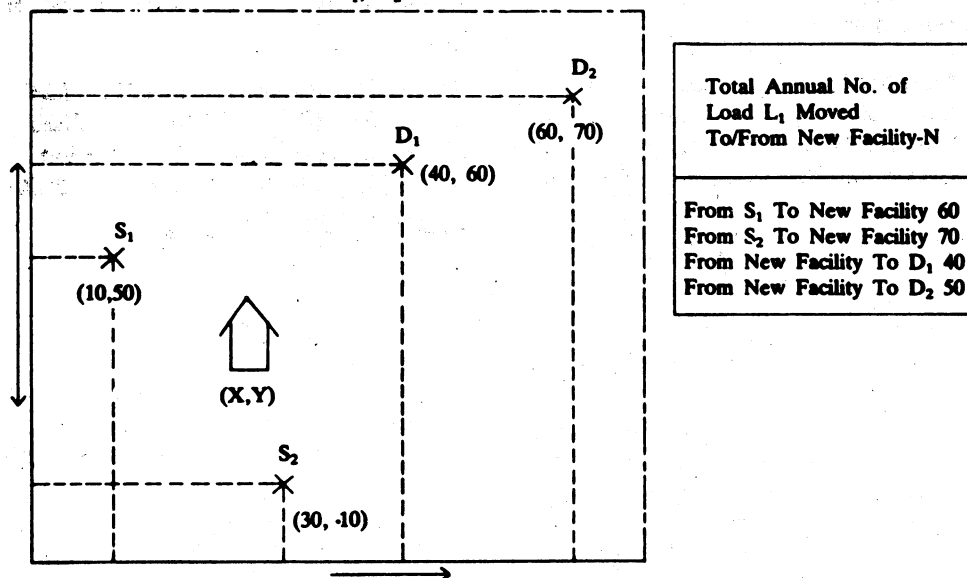 D₂
(60, 70)
D₁
(40, 60)
S₁
(10,50)
(X,Y)
S₂
(30, ·10)
Total Annual No. of
Load L₁ Moved
To/From New Facility-N
From S₁ To New Facility 60
From S₂ To New Facility 70
From New Facility To D₁ 40
From New Facility To D₂ 50